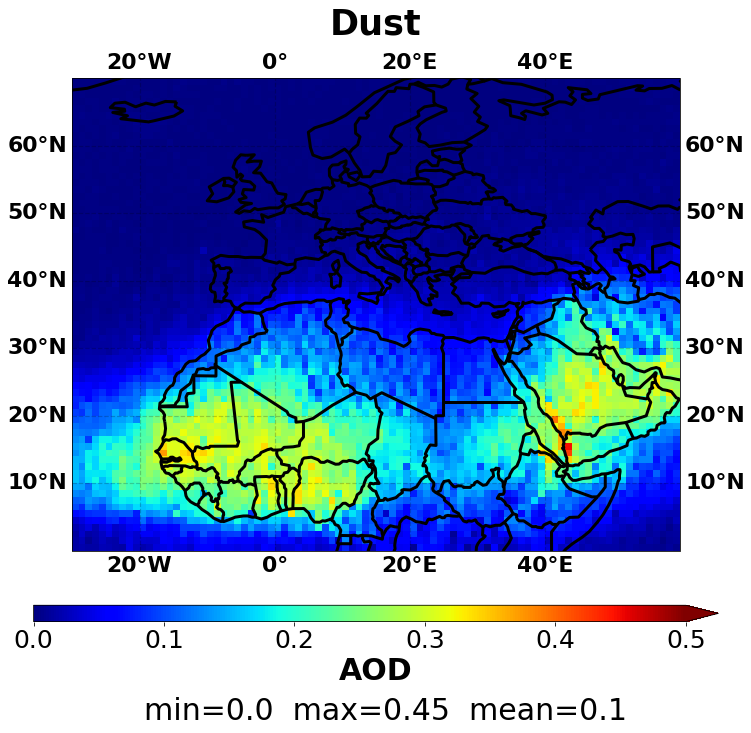 Dust
20°W 0° 20°E 40°E
60°N 60°N
50°N 50°N
40°N 40°N
30°N 30°N
20°N 20°N
10°N 10°N
20°W 0° 20°E 40°E
0.0 0.1 0.2 0.3 0.4 0.5
AOD
min=0.0 max=0.45 mean=0.1